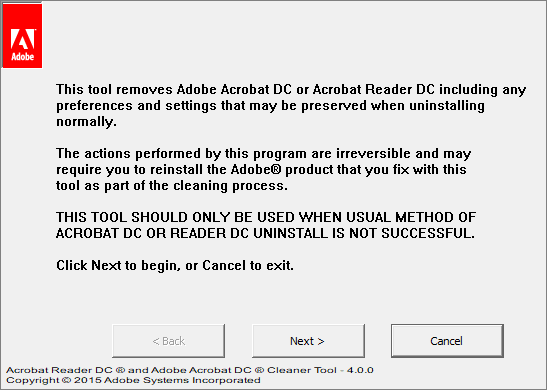 Adobe
This tool removes Adobe Acrobat DC or Acrobat Reader DC including any
preferences and settings that may be preserved when uninstalling
normally.
The actions performed by this program are irreversible and may
require you to reinstall the Adobe® product that you fix with this
tool as part of the cleaning process.
THIS TOOL SHOULD ONLY BE USED WHEN USUAL METHOD OF
ACROBAT DC OR READER DC UNINSTALL IS NOT SUCCESSFUL.
Click Next to begin, or Cancel to exit.
< Back
Next >
Cancel
Acrobat Reader DC ® and Adobe Acrobat DC ® Cleaner Tool - 4.0.0
Copyright © 2015 Adobe Systems Incorporated